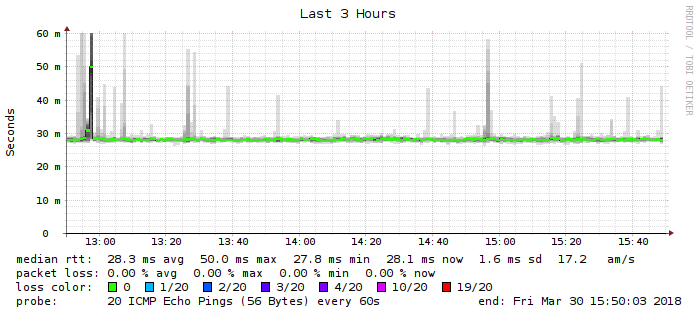 Last 3 Hours
RRDTOOL / TOBI OETIKER
Seconds
60 m
50 m
40 m
30 m
20 m
10 m
0
13:00 13:20 13:40 14:00 14:20 14:40 15:00 15:20 15:40
median rtt: 28.3 ms avg 50.0 ms max 27.8 ms min 28.1 ms now 1.6 ms sd 17.2 am/s
packet loss: 0.00 % avg 0.00 % max 0.00 % min 0.00 % now
loss color: 0 1/20 2/20 3/20 4/20 10/20 19/20
probe: 20 ICMP Echo Pings (56 Bytes) every 60s end: Fri Mar 30 15:50:03 2018